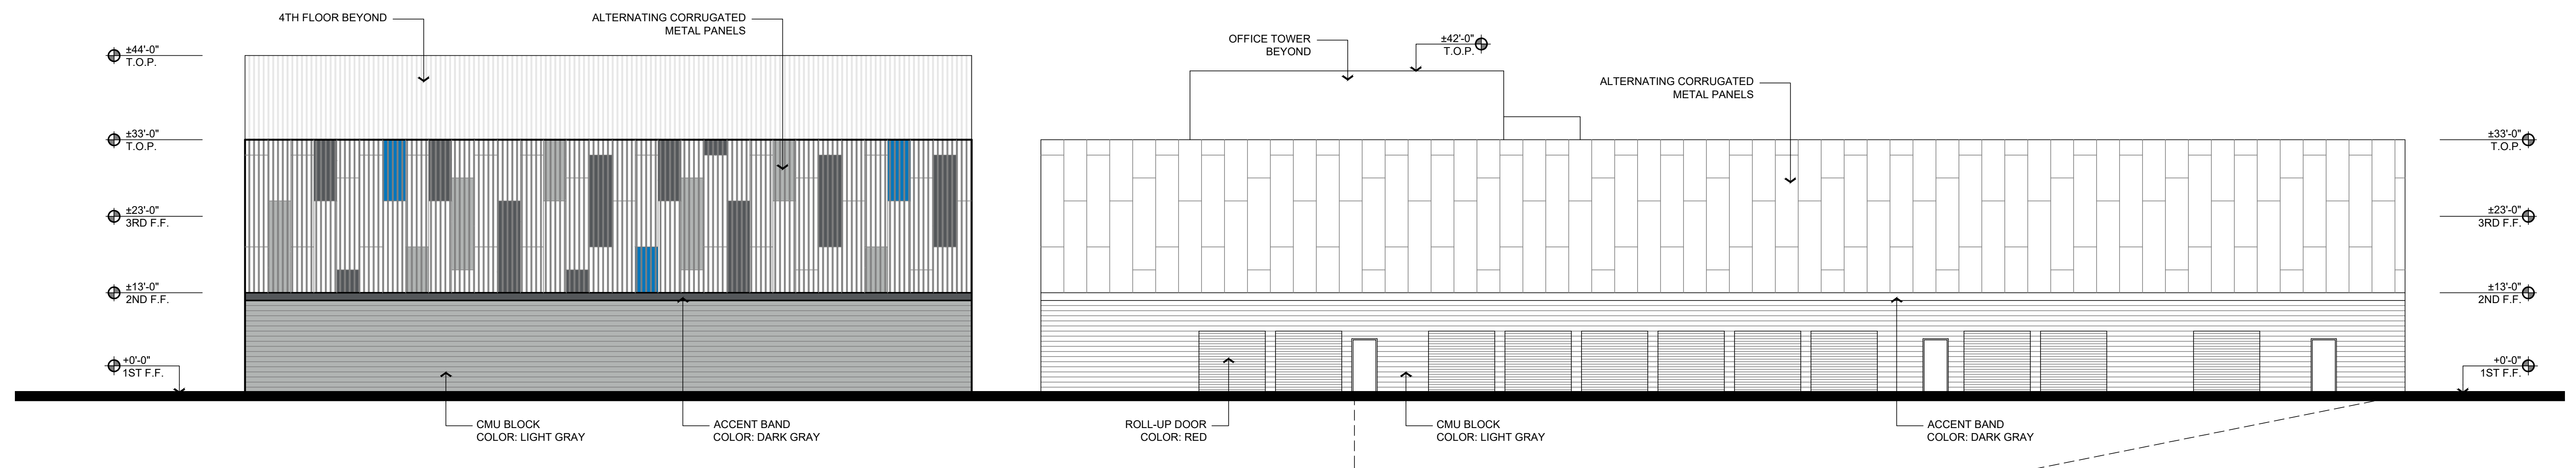 ±44'-0"
T.O.P.
±33'-0"
T.O.P.
±23'-0"
3RD F.F.
±13'-0"
2ND F.F.
+0'-0"
1ST F.F.
4TH FLOOR BEYOND
ALTERNATING CORRUGATED
METAL PANELS
CMU BLOCK
COLOR: LIGHT GRAY
ACCENT BAND
COLOR: DARK GRAY
OFFICE TOWER
BEYOND
±42'-0"
T.O.P.
ALTERNATING CORRUGATED
METAL PANELS
ROLL-UP DOOR
COLOR: RED
CMU BLOCK
COLOR: LIGHT GRAY
ACCENT BAND
COLOR: DARK GRAY
±33'-0"
T.O.P.
±23'-0"
3RD F.F.
±13'-0"
2ND F.F.
+0'-0"
1ST F.F.